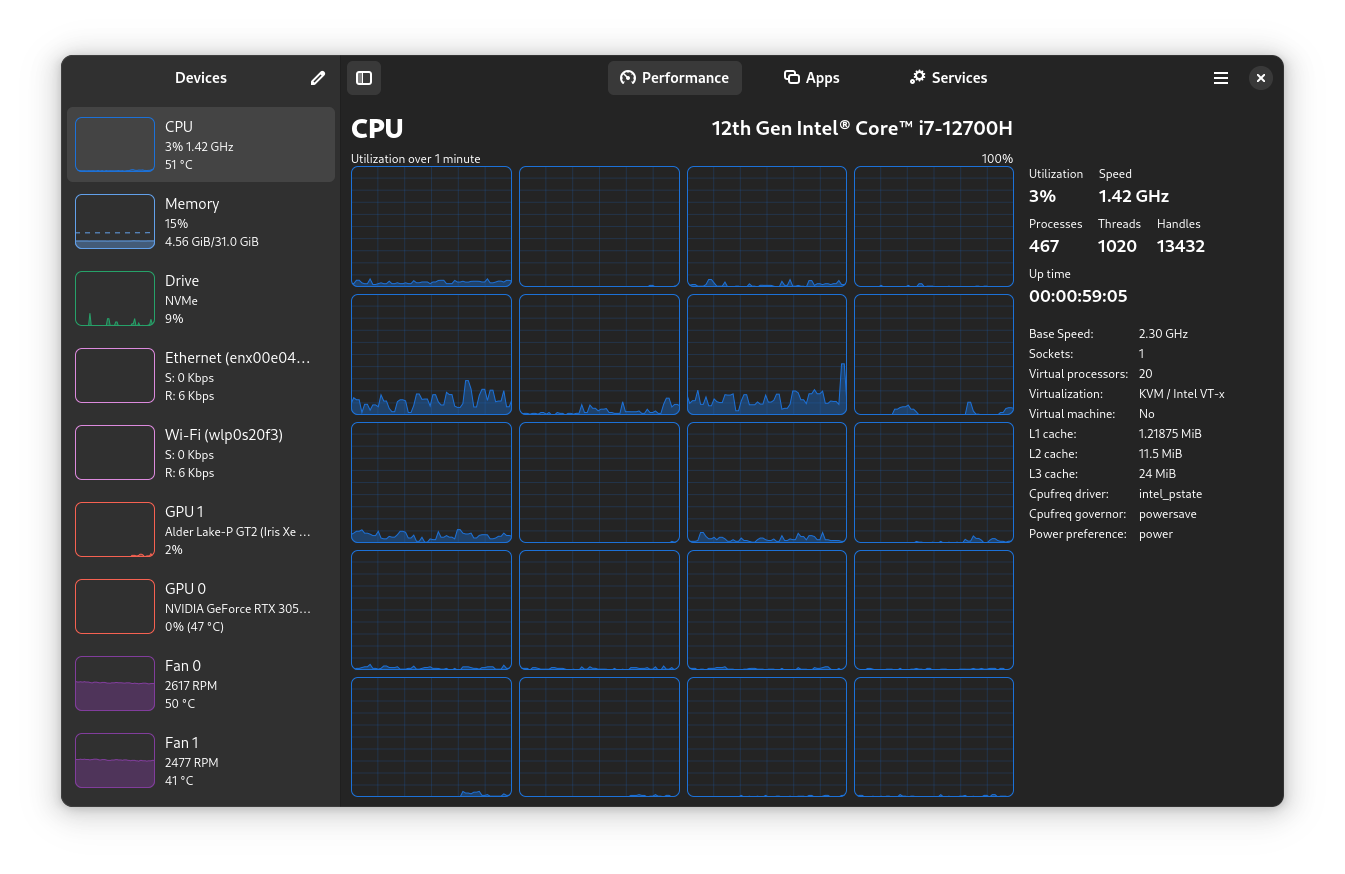 Devices
Performance
Apps
Services
CPU
3% 1.42 GHz
51 °C
Memory
15%
4.56 GiB/31.0 GiB
Drive
NVMe
9%
Ethernet (enx00e04…
S: 0 Kbps
R: 6 Kbps
Wi-Fi (wlp0s20f3)
S: 0 Kbps
R: 6 Kbps
GPU 1
Alder Lake-P GT2 (Iris Xe …
2%
GPU 0
NVIDIA GeForce RTX 305…
0% (47 °C)
Fan 0
2617 RPM
50 °C
Fan 1
2477 RPM
41 °C
CPU
12th Gen Intel® Core™ i7-12700H
Utilization over 1 minute
100%
Utilization Speed
3% 1.42 GHz
Processes Threads Handles
467 1020 13432
Up time
00:00:59:05
Base Speed: 2.30 GHz
Sockets: 1
Virtual processors: 20
Virtualization: KVM / Intel VT-x
Virtual machine: No
L1 cache: 1.21875 MiB
L2 cache: 11.5 MiB
L3 cache: 24 MiB
Cpufreq driver: intel_pstate
Cpufreq governor: powersave
Power preference: power